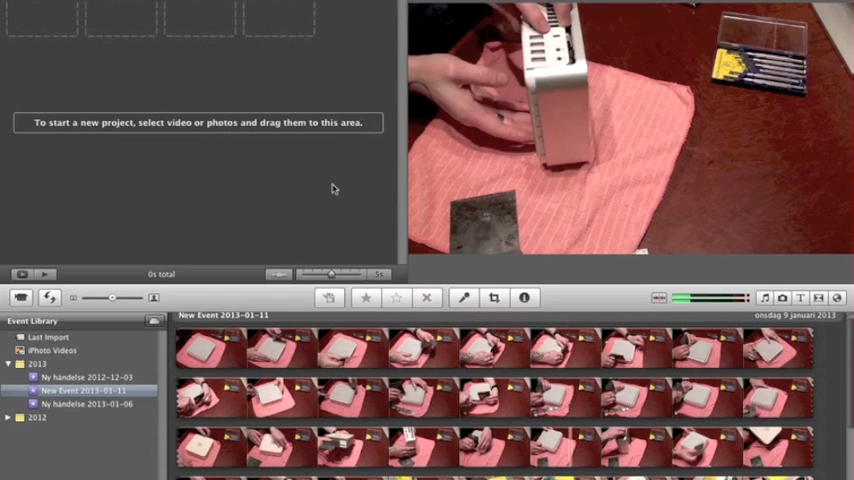 To start a new project, select video or photos and drag them to this area.
0s total
5s
Event Library
New Event 2013-01-11
onsdag 9 januari 2013
Last Import
iPhoto Videos
2013
Ny händelse 2012-12-03
New Event 2013-01-11
Ny händelse 2013-01-06
2012